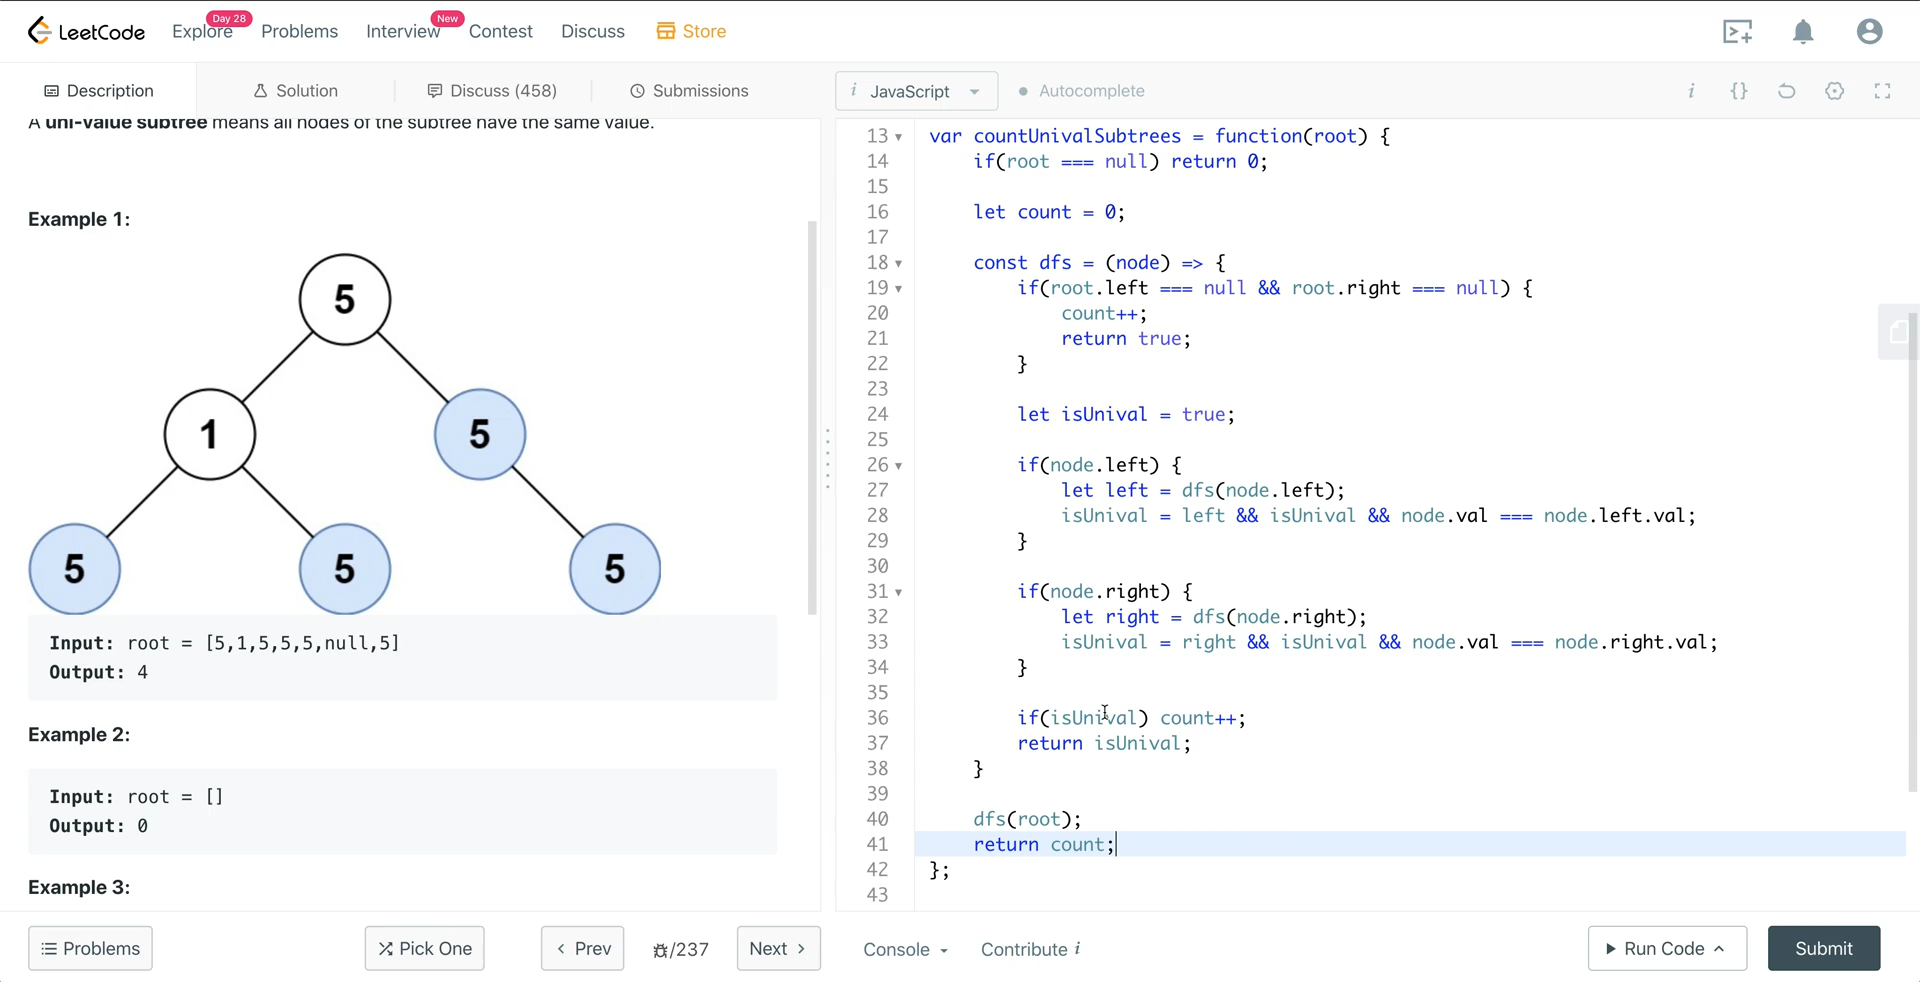 LeetCode
Explore
Day 28
Problems
Interview
New
Contest
Discuss
Store
Description
Solution
Discuss (458)
Submissions
A uni-value subtree means all nodes of the subtree have the same value.
Example 1:
5
1
5
5
5
5
Input: root = [5,1,5,5,5,null,5]
Output: 4
Example 2:
Input: root = []
Output: 0
Example 3:
Problems
Pick One
< Prev
/237
Next >
i JavaScript
Autocomplete
i {}
13 var countUnivalSubtrees = function(root) {
14 if(root === null) return 0;
15
16 let count = 0;
17
18 const dfs = (node) => {
19 if(root.left === null && root.right === null) {
20 count++;
21 return true;
22 }
23
24 let isUnival = true;
25
26 if(node.left) {
27 let left = dfs(node.left);
28 isUnival = left && isUnival && node.val === node.left.val;
29 }
30
31 if(node.right) {
32 let right = dfs(node.right);
33 isUnival = right && isUnival && node.val === node.right.val;
34 }
35
36 if(isUnival) count++;
37 return isUnival;
38 }
39
40 dfs(root);
41 return count;
42 };
43
Console
Contribute i
Run Code
Submit